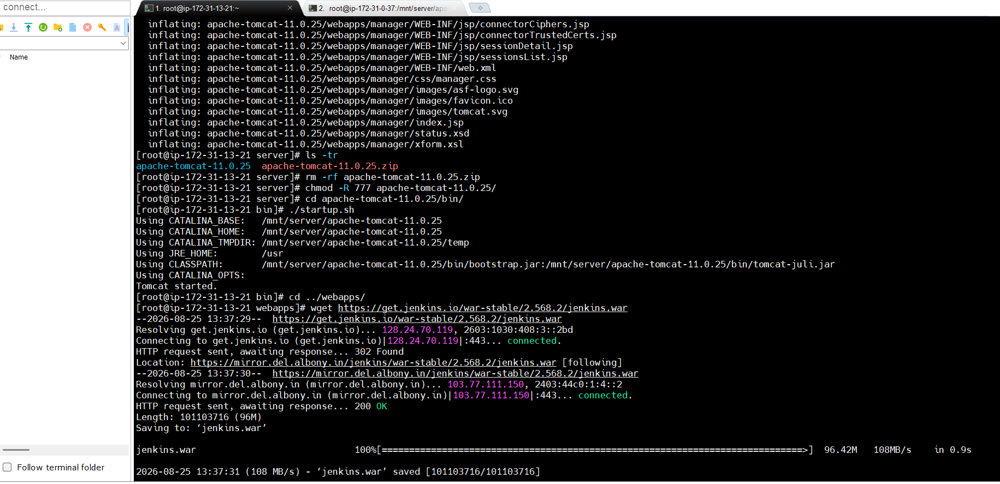 connect...
1. root@ip-172-31-13-21:~
2. root@ip-172-31-0-37:/mnt/server/apa
Name
inflating: apache-tomcat-11.0.25/webapps/manager/WEB-INF/jsp/connectorCiphers.jsp
inflating: apache-tomcat-11.0.25/webapps/manager/WEB-INF/jsp/connectorTrustedCerts.jsp
inflating: apache-tomcat-11.0.25/webapps/manager/WEB-INF/jsp/sessionDetail.jsp
inflating: apache-tomcat-11.0.25/webapps/manager/WEB-INF/jsp/sessionsList.jsp
inflating: apache-tomcat-11.0.25/webapps/manager/WEB-INF/web.xml
inflating: apache-tomcat-11.0.25/webapps/manager/css/manager.css
inflating: apache-tomcat-11.0.25/webapps/manager/images/asf-logo.svg
inflating: apache-tomcat-11.0.25/webapps/manager/images/favicon.ico
inflating: apache-tomcat-11.0.25/webapps/manager/images/tomcat.svg
inflating: apache-tomcat-11.0.25/webapps/manager/index.jsp
inflating: apache-tomcat-11.0.25/webapps/manager/status.xsd
inflating: apache-tomcat-11.0.25/webapps/manager/xform.xsl
[root@ip-172-31-13-21 server]# ls -tr
apache-tomcat-11.0.25  apache-tomcat-11.0.25.zip
[root@ip-172-31-13-21 server]# rm -rf apache-tomcat-11.0.25.zip
[root@ip-172-31-13-21 server]# chmod -R 777 apache-tomcat-11.0.25/
[root@ip-172-31-13-21 server]# cd apache-tomcat-11.0.25/bin/
[root@ip-172-31-13-21 bin]# ./startup.sh
Using CATALINA_BASE:   /mnt/server/apache-tomcat-11.0.25
Using CATALINA_HOME:   /mnt/server/apache-tomcat-11.0.25
Using CATALINA_TMPDIR: /mnt/server/apache-tomcat-11.0.25/temp
Using JRE_HOME:        /usr
Using CLASSPATH:       /mnt/server/apache-tomcat-11.0.25/bin/bootstrap.jar:/mnt/server/apache-tomcat-11.0.25/bin/tomcat-juli.jar
Using CATALINA_OPTS:
Tomcat started.
[root@ip-172-31-13-21 bin]# cd ../webapps/
[root@ip-172-31-13-21 webapps]# wget https://get.jenkins.io/war-stable/2.568.2/jenkins.war
--2026-08-25 13:37:29--  https://get.jenkins.io/war-stable/2.568.2/jenkins.war
Resolving get.jenkins.io (get.jenkins.io)... 128.24.70.119, 2603:1030:408:3::2bd
Connecting to get.jenkins.io (get.jenkins.io)|128.24.70.119|:443... connected.
HTTP request sent, awaiting response... 302 Found
Location: https://mirror.del.albony.in/jenkins/war-stable/2.568.2/jenkins.war [following]
--2026-08-25 13:37:30--  https://mirror.del.albony.in/jenkins/war-stable/2.568.2/jenkins.war
Resolving mirror.del.albony.in (mirror.del.albony.in)... 103.77.111.150, 2403:44c0:1:4::2
Connecting to mirror.del.albony.in (mirror.del.albony.in)|103.77.111.150|:443... connected.
HTTP request sent, awaiting response... 200 OK
Length: 101103716 (96M)
Saving to: ‘jenkins.war’
jenkins.war 100%[=============================================================================>] 96.42M 108MB/s in 0.9s
2026-08-25 13:37:31 (108 MB/s) - ‘jenkins.war’ saved [101103716/101103716]
Follow terminal folder